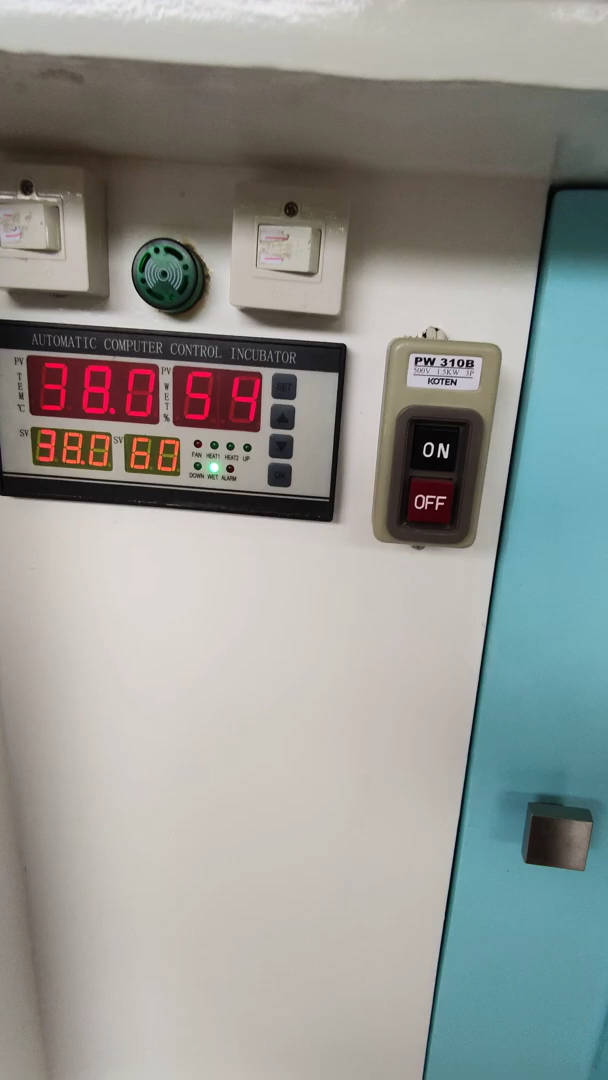 AUTOMATIC COMPUTER CONTROL INCUBATOR
PV TEM ℃ 38.0 PV WET% 54 SET
SV 38.0 SV 60
FAN HEAT1 HEAT2 UP
DOWN WET ALARM OK
PW 310B
500V 1.5KW 3P
KOTEN
ON
OFF